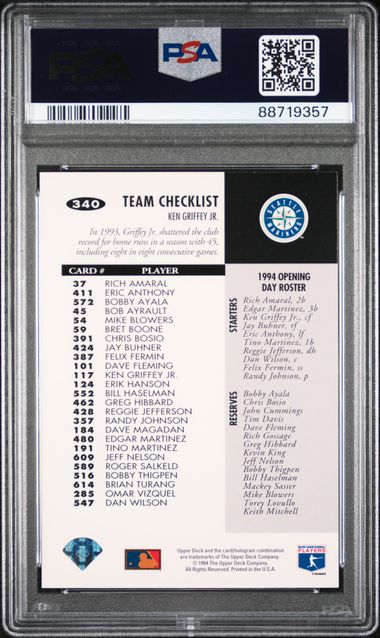 PSA
88719357
340
TEAM CHECKLIST
KEN GRIFFEY JR.
In 1993, Griffey Jr. shattered the club
record for home runs in a season with 45,
including eight in eight consecutive games.
CARD # PLAYER
37 RICH AMARAL
411 ERIC ANTHONY
572 BOBBY AYALA
45 BOB AYRAULT
54 MIKE BLOWERS
59 BRET BOONE
391 CHRIS BOSIO
424 JAY BUHNER
387 FELIX FERMIN
101 DAVE FLEMING
117 KEN GRIFFEY JR.
124 ERIK HANSON
552 BILL HASELMAN
462 GREG HIBBARD
428 REGGIE JEFFERSON
357 RANDY JOHNSON
184 DAVE MAGADAN
480 EDGAR MARTINEZ
191 TINO MARTINEZ
609 JEFF NELSON
589 ROGER SALKELD
516 BOBBY THIGPEN
614 BRIAN TURANG
285 OMAR VIZQUEL
547 DAN WILSON
SEATTLE
MARINERS
1994 OPENING
DAY ROSTER
STARTERS
Rich Amaral, 2b
Edgar Martinez, 3b
Ken Griffey Jr., cf
Jay Buhner, rf
Eric Anthony, lf
Tino Martinez, 1b
Reggie Jefferson, dh
Dan Wilson, c
Felix Fermin, ss
Randy Johnson, p
RESERVES
Bobby Ayala
Chris Bosio
John Cummings
Tim Davis
Dave Fleming
Rich Gossage
Greg Hibbard
Kevin King
Jeff Nelson
Bobby Thigpen
Bill Haselman
Mackey Sasser
Mike Blowers
Torey Lovullo
Keith Mitchell
Upper Deck and the card/hologram combination
are trademarks of The Upper Deck Company.
© 1994 The Upper Deck Company.
All Rights Reserved. Printed in the U.S.A.
PLAYERS